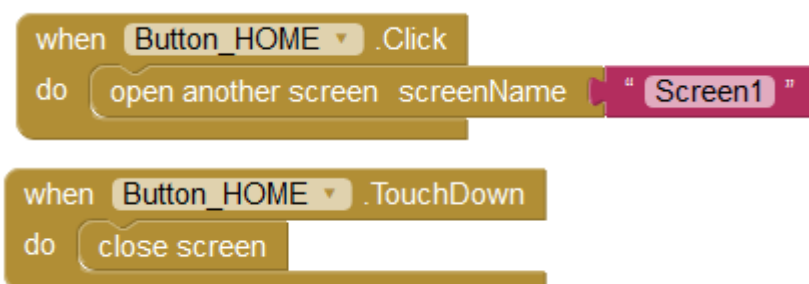 when Button_HOME .Click
do open another screen screenName " Screen1 "
when Button_HOME .TouchDown
do close screen